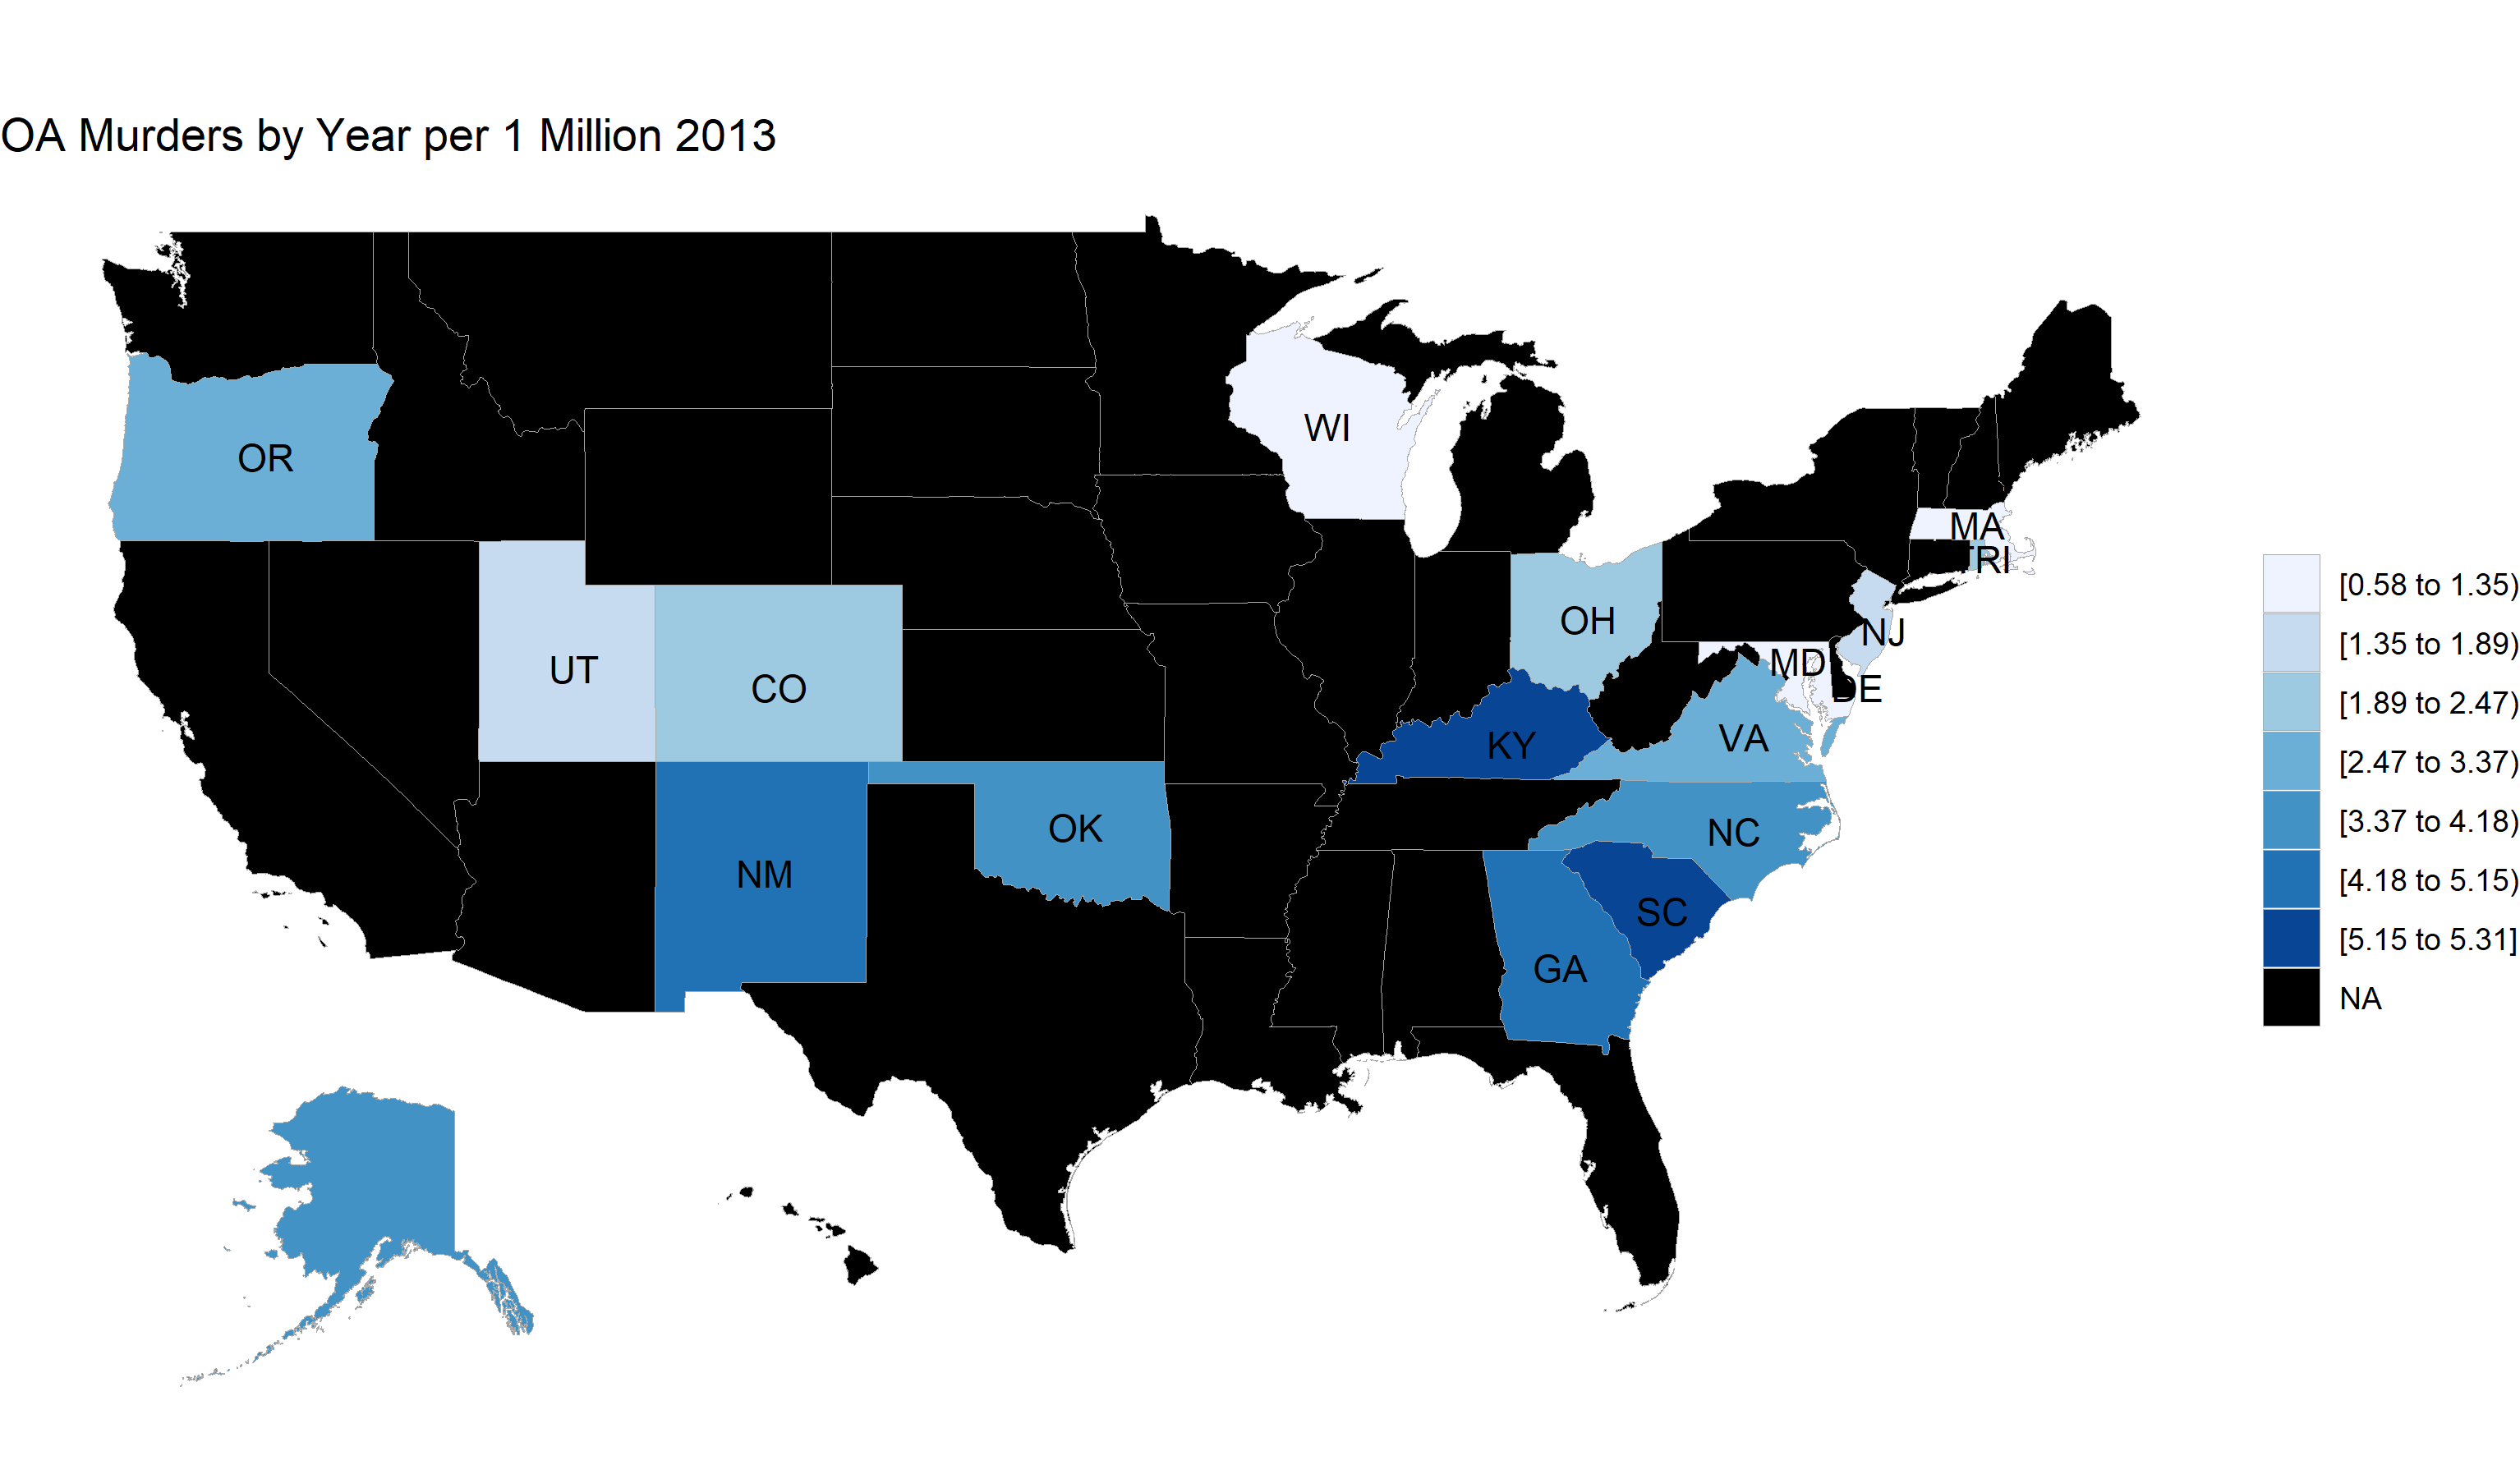 OA Murders by Year per 1 Million 2013
WI
OR
MA
RI
[0.58 to 1.35)
OH
NJ
[1.35 to 1.89)
UT
MD
CO
DE
[1.89 to 2.47)
VA
KY
[2.47 to 3.37)
OK
NC
[3.37 to 4.18)
NM
[4.18 to 5.15)
SC
[5.15 to 5.31]
GA
NA